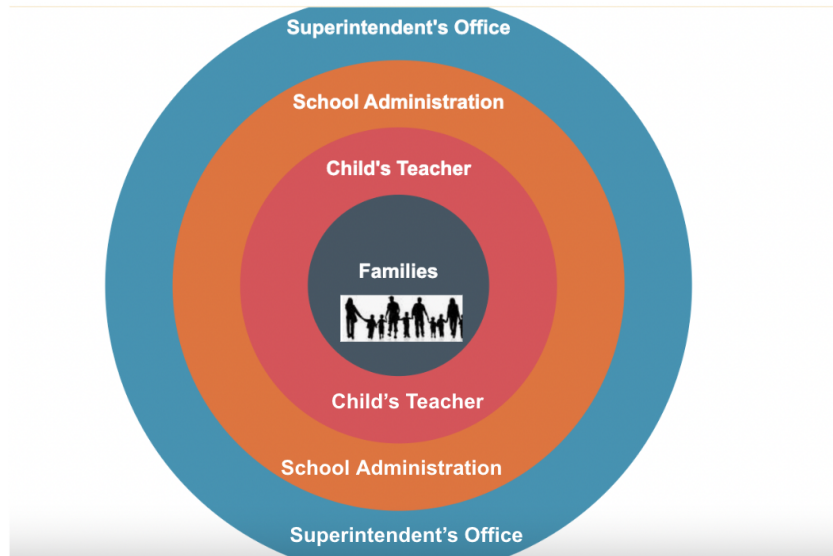 Superintendent's Office
School Administration
Child's Teacher
Families
Child’s Teacher
School Administration
Superintendent’s Office